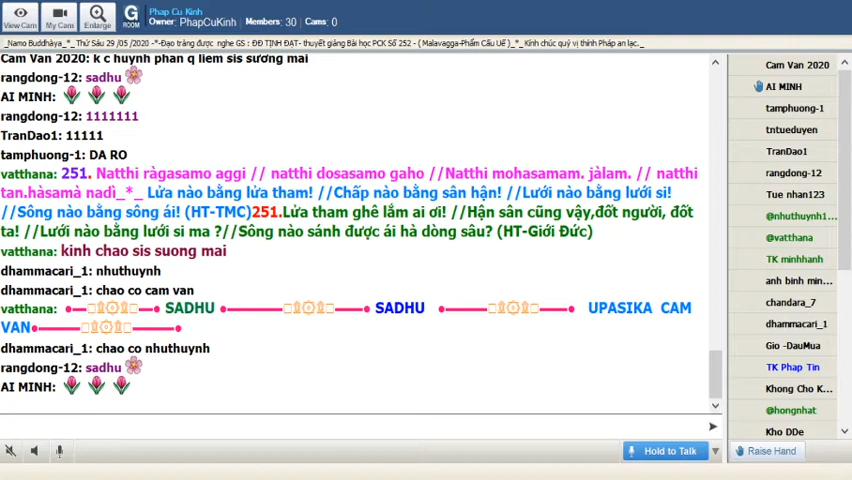 Phap Cu Kinh
Owner: PhapCuKinh Members: 30 Cams: 0
View Cam My Cam Enlarge G ROOM
_Namo Buddhàya_*_ Thứ Sáu 29 /05 /2020 -*-Đạo tràng được nghe GS : ĐĐ TỊNH ĐẠT- thuyết giảng Bài học PCK Số 252 - ( Malavagga-Phẩm Cấu Uế )_*_ Kính chúc quý vị thính Pháp an lạc._
Cam Van 2020: k c huynh phan q liem sis sương mai
rangdong-12: sadhu
AI MINH:
rangdong-12: 1111111
TranDao1: 11111
tamphuong-1: DA RO
vatthana: 251. Natthi ràgasamo aggi // natthi dosasamo gaho //Natthi mohasamam. jàlam. // natthi
tan.hàsamà nadì_*_ Lửa nào bằng lửa tham! //Chấp nào bằng sân hận! //Lưới nào bằng lưới si!
//Sông nào bằng sông ái! (HT-TMC)251.Lửa tham ghê lắm ai ơi! //Hận sân cũng vậy,đốt người, đốt
ta! //Lưới nào bằng lưới si ma ?//Sông nào sánh được ái hà dòng sâu? (HT-Giới Đức)
vatthana: kinh chao sis suong mai
dhammacari_1: nhuthuynh
dhammacari_1: chao co cam van
vatthana: SADHU SADHU UPASIKA CAM
VAN
dhammacari_1: chao co nhuthuynh
rangdong-12: sadhu
AI MINH:
Hold to Talk
Cam Van 2020
AI MINH
tamphuong-1
tntueduyen
TranDao1
rangdong-12
Tue nhan123
@nhuthuynh1...
@vatthana
TK minhhanh
anh binh min...
chandara_7
dhammacari_1
Gio -DauMua
TK Phap Tin
Khong Cho K...
@hongnhat
Kho DDe
Raise Hand